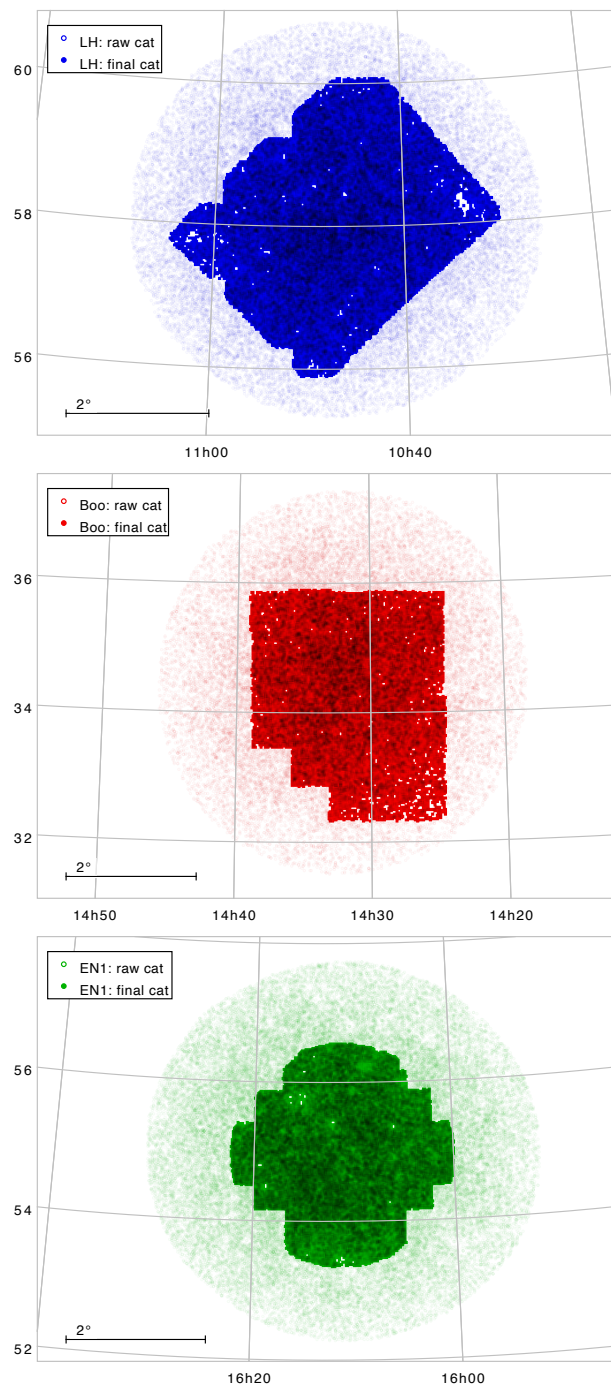 LH: raw cat
LH: final cat
60
58
56
2°
11h00 10h40
Boo: raw cat
Boo: final cat
36
34
32
2°
14h50 14h40 14h30 14h20
EN1: raw cat
EN1: final cat
56
54
52
2°
16h20 16h00